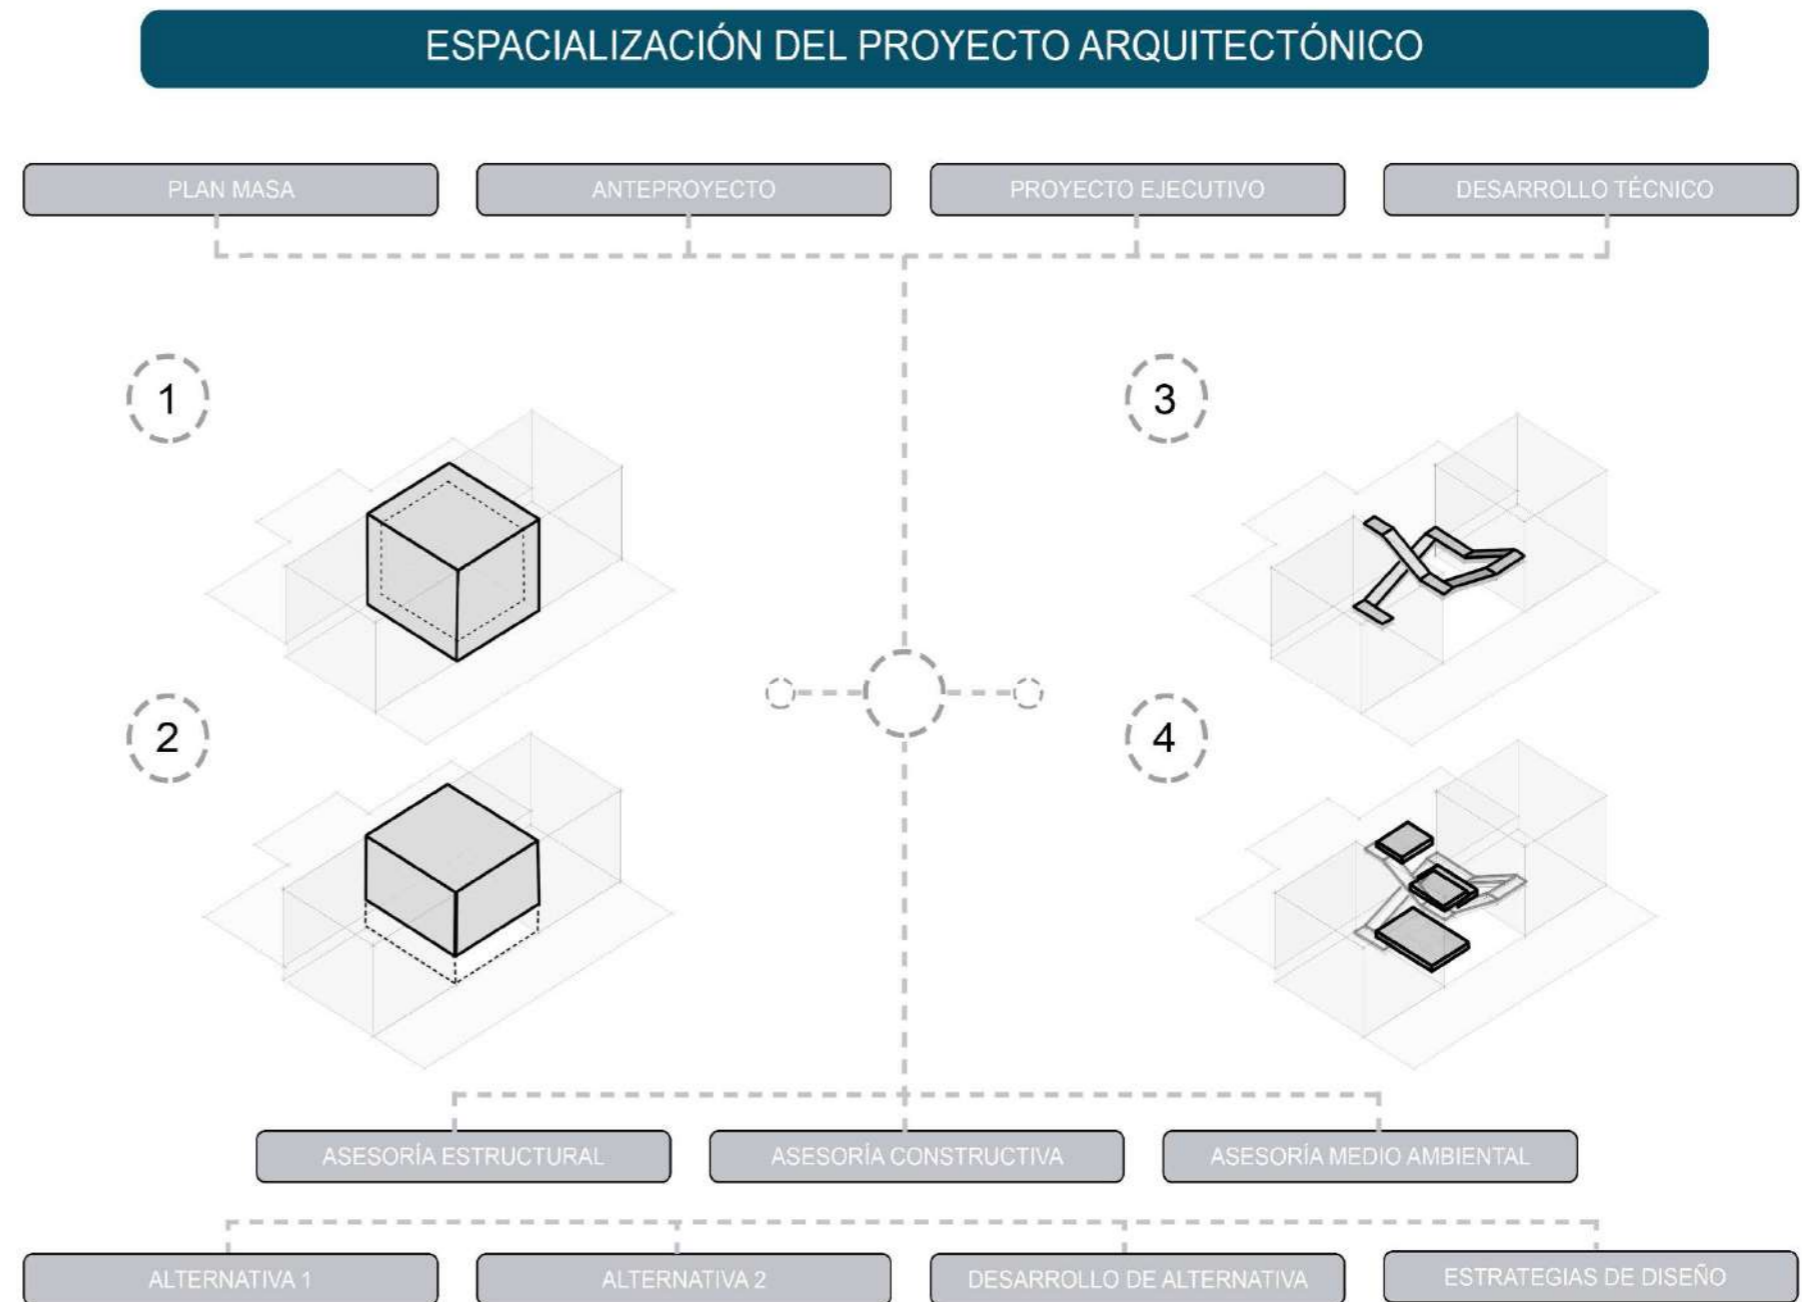 ESPACIALIZACIÓN DEL PROYECTO ARQUITECTÓNICO
PLAN MASA
ANTEPROYECTO
PROYECTO EJECUTIVO
DESARROLLO TÉCNICO
1
3
2
4
ASESORÍA ESTRUCTURAL
ASESORÍA CONSTRUCTIVA
ASESORÍA MEDIO AMBIENTAL
ALTERNATIVA 1
ALTERNATIVA 2
DESARROLLO DE ALTERNATIVA
ESTRATEGIAS DE DISEÑO